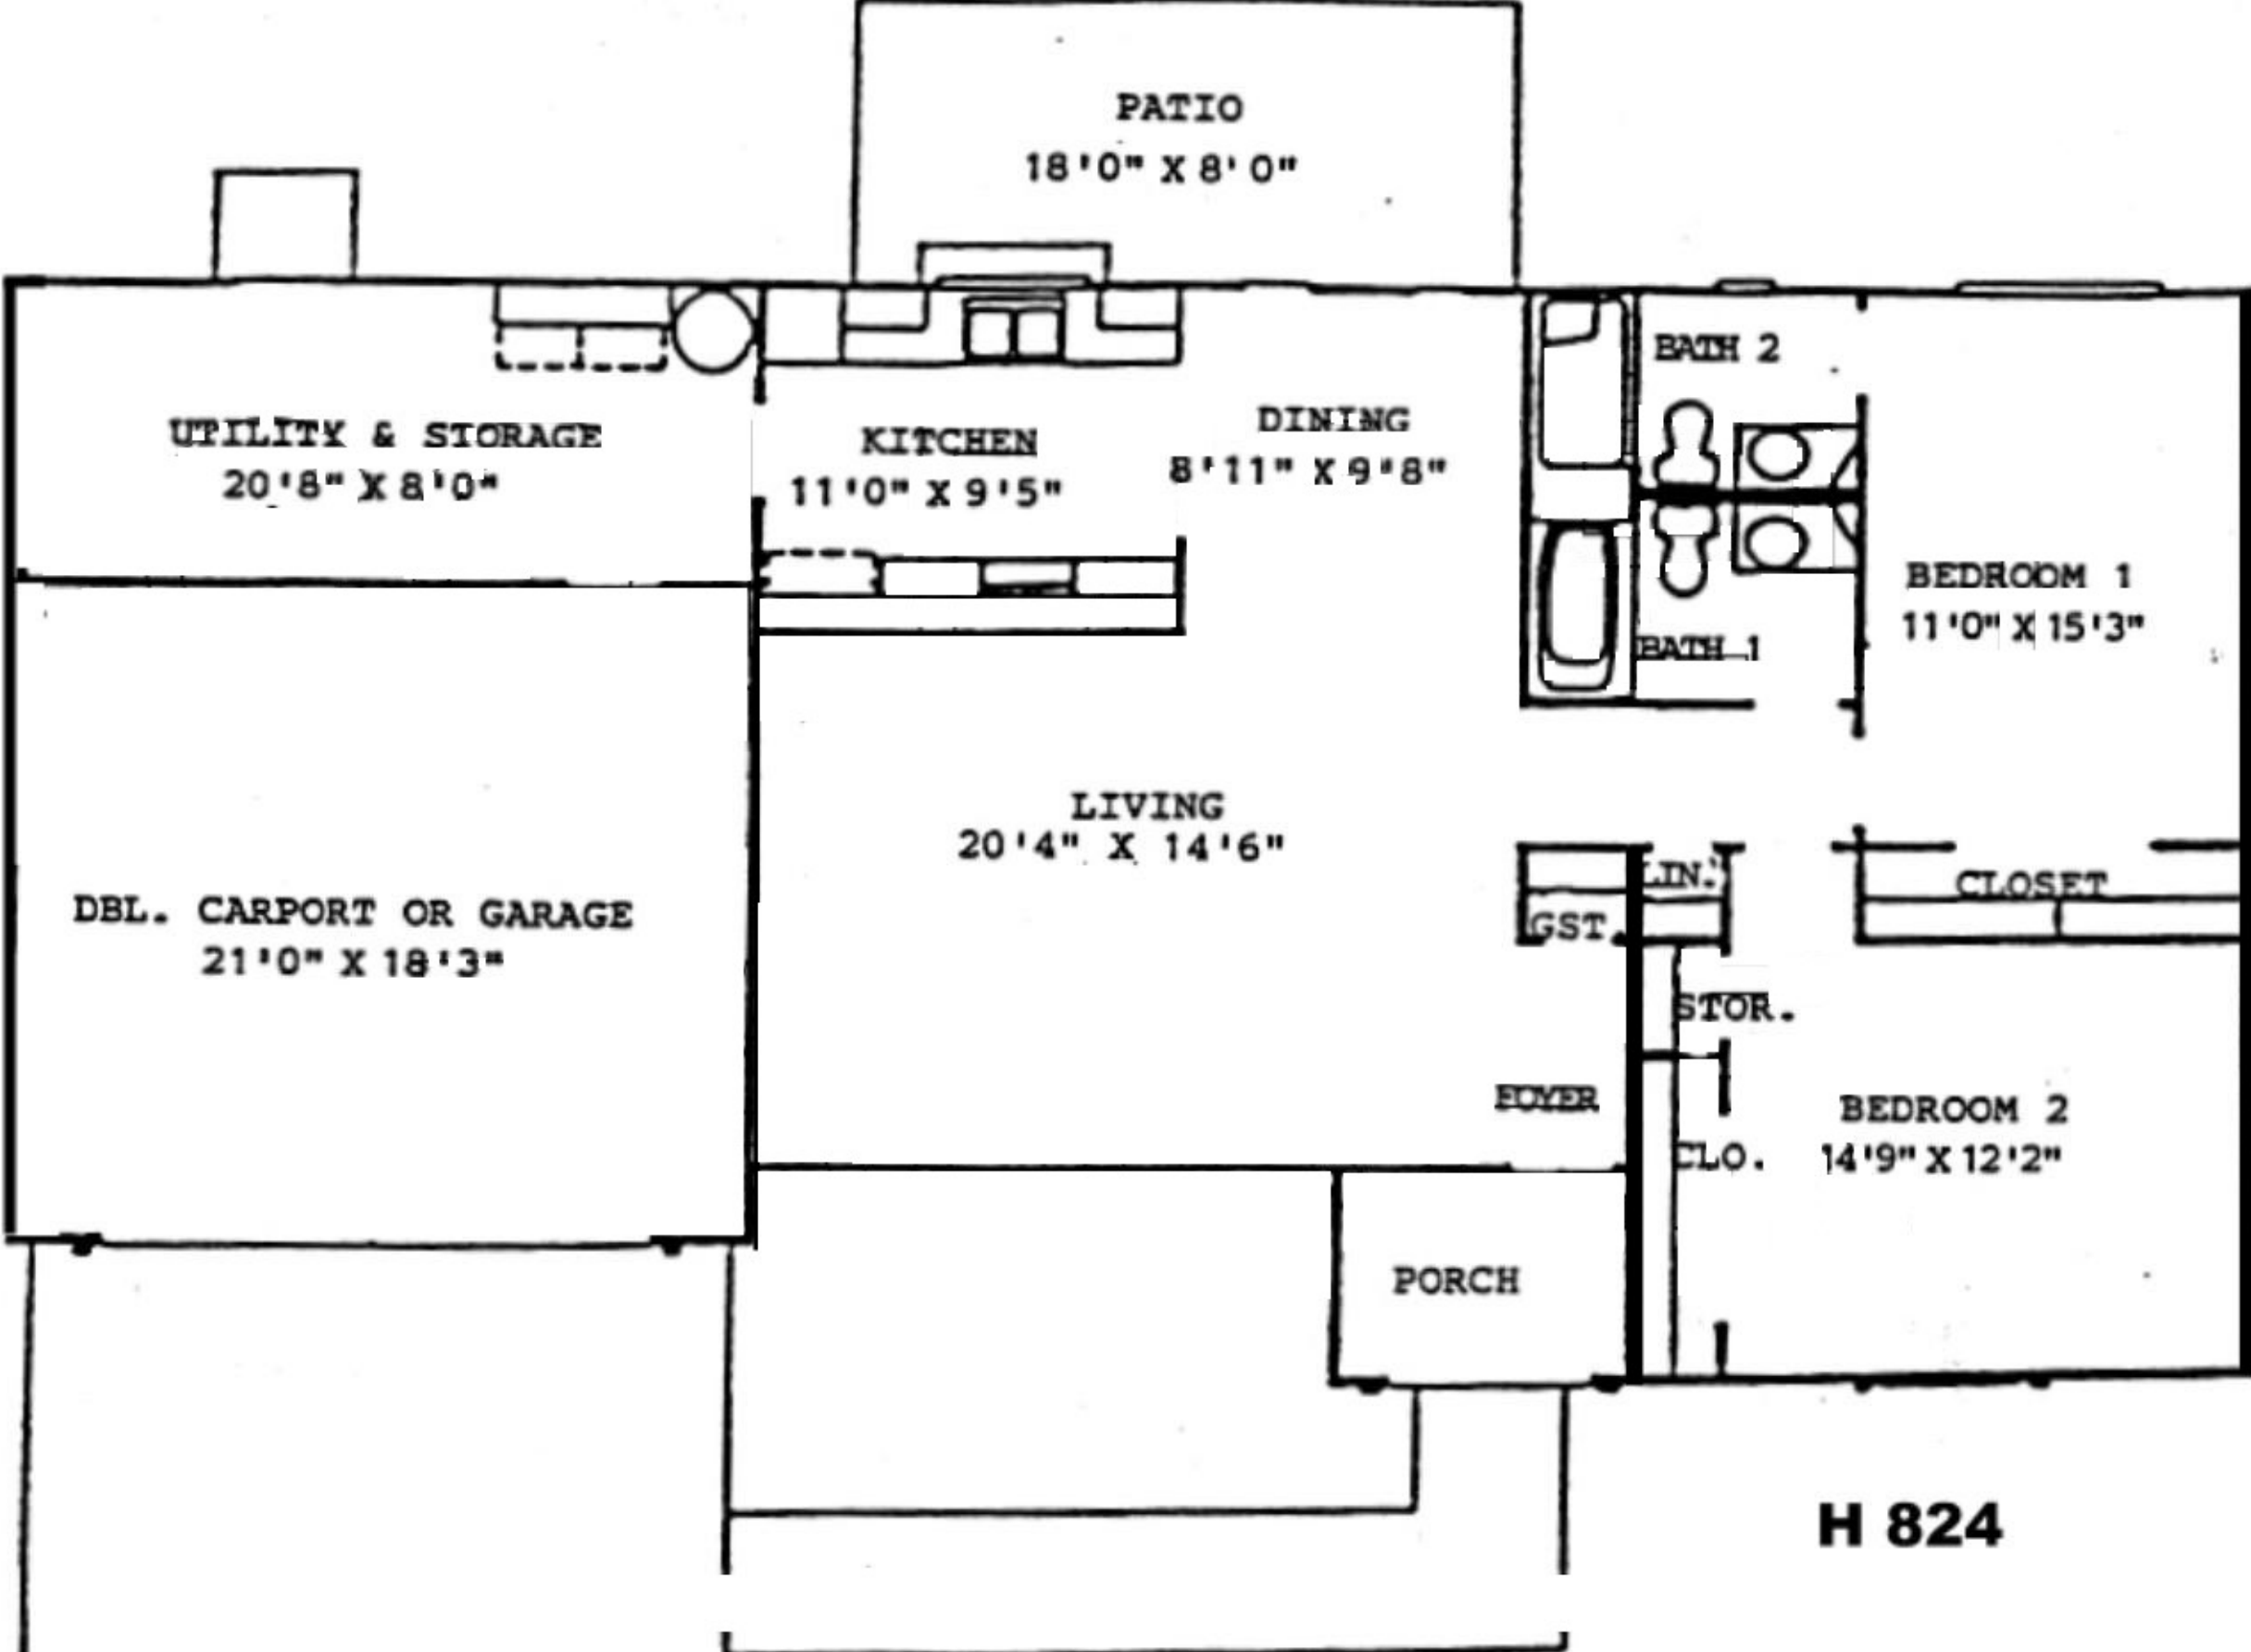 PATIO
18'0" X 8'0"
UTILITY & STORAGE
20'8" X 8'0"
KITCHEN
11'0" X 9'5"
DINING
8'11" X 9'8"
BATH 2
BATH 1
BEDROOM 1
11'0" X 15'3"
LIVING
20'4" X 14'6"
DBL. CARPORT OR GARAGE
21'0" X 18'3"
LIN.
GST.
CLOSET
STOR.
FOYER
CLO.
BEDROOM 2
14'9" X 12'2"
PORCH
H 824